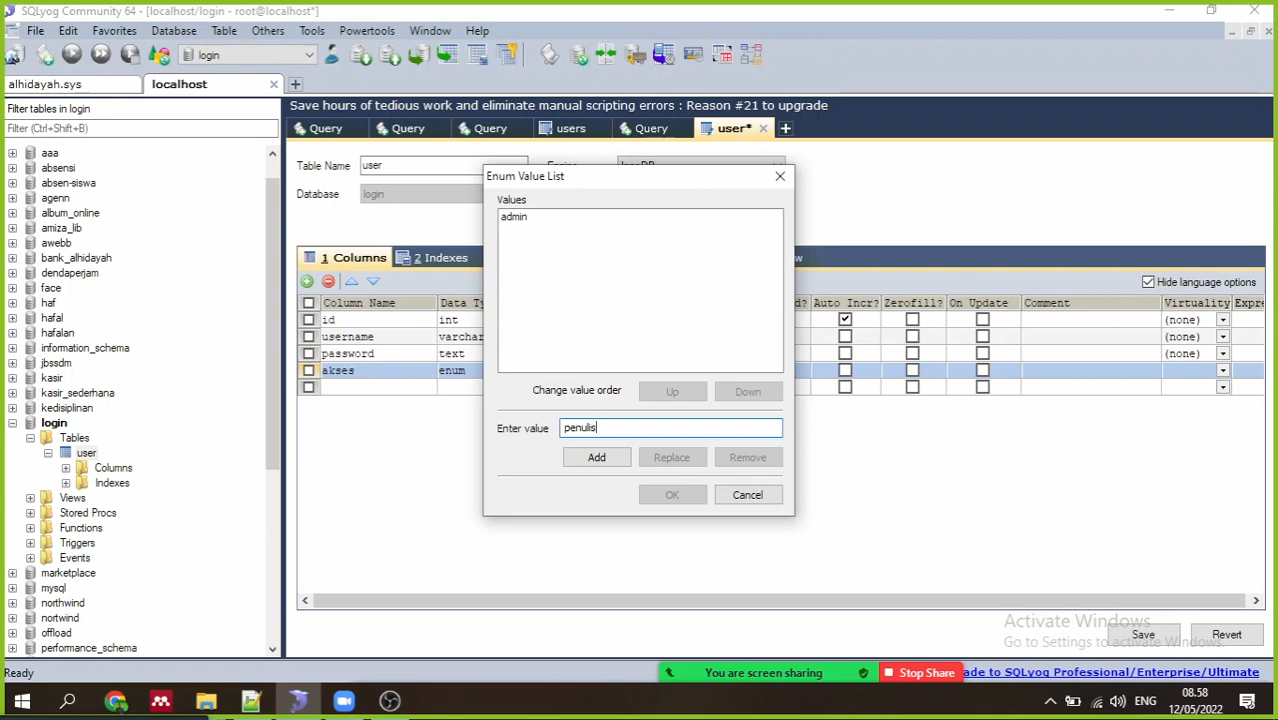 SQLyog Community 64 - [localhost/login - root@localhost*]
File Edit Favorites Database Table Others Tools Powertools Window Help
login
alhidayah.sys localhost
Filter tables in login
Filter (Ctrl+Shift+B)
aaa
absensi
absen-siswa
agenn
album_online
amiza_lib
awebb
bank_alhidayah
dendaperjam
face
haf
hafal
hafalan
information_schema
jbssdm
kasir
kasir_sederhana
kedisiplinan
login
Tables
user
Columns
Indexes
Views
Stored Procs
Functions
Triggers
Events
marketplace
mysql
northwind
nortwind
offload
performance_schema
Save hours of tedious work and eliminate manual scripting errors : Reason #21 to upgrade
Query Query Query users Query user*
Table Name user
Database login
1 Columns 2 Indexes
Hide language options
Column Name Data Ty Auto Incr? Zerofill? On Update Comment Virtuality Expre
id int (none)
username varchar (none)
password text (none)
akses enum
Enum Value List
Values
admin
Change value order Up Down
Enter value penulis
Add Replace Remove
OK Cancel
Activate Windows
Go to Settings to activate Windows.
Save Revert
Ready
You are screen sharing Stop Share
ade to SQLyog Professional/Enterprise/Ultimate
ENG
08.58
12/05/2022